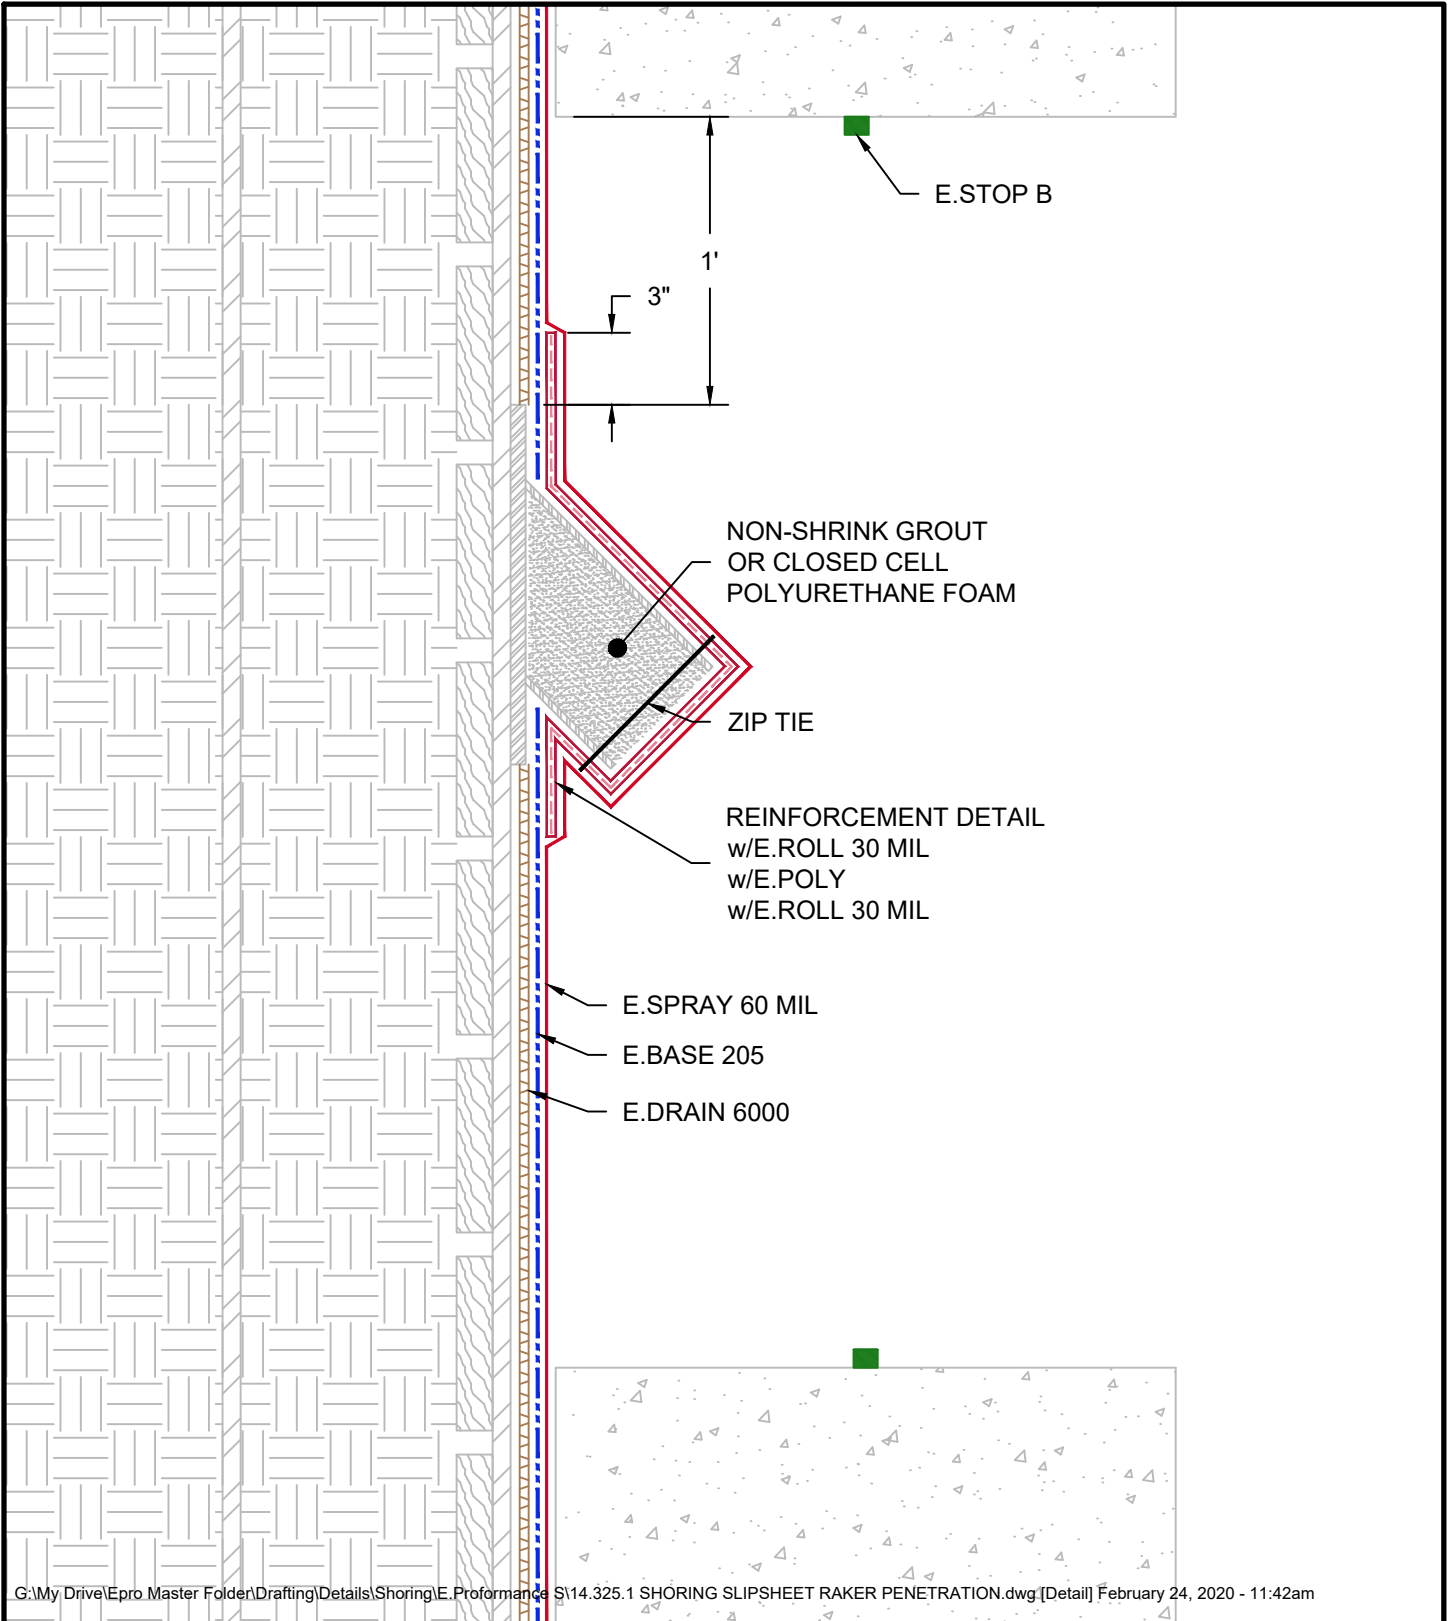 E.STOP B
1'
3"
NON-SHRINK GROUT
OR CLOSED CELL
POLYURETHANE FOAM
ZIP TIE
REINFORCEMENT DETAIL
w/E.ROLL 30 MIL
w/E.POLY
w/E.ROLL 30 MIL
E.SPRAY 60 MIL
E.BASE 205
E.DRAIN 6000
G:\My Drive\Epro Master Folder\Drafting\Details\Shoring\E.Proformance S\14.325.1 SHORING SLIPSHEET RAKER PENETRATION.dwg [Detail] February 24, 2020 - 11:42am